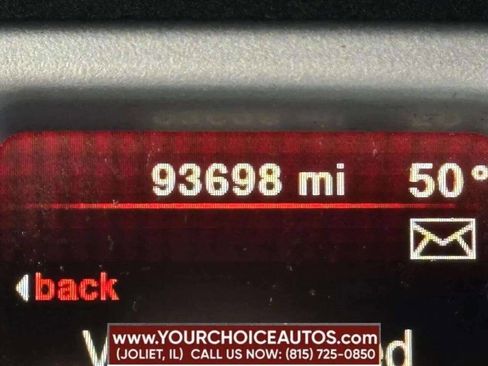 93698 mi 50°
back
WWW.YOURCHOICEAUTOS.COM
(JOLIET, IL) CALL US NOW: (815) 725-0850